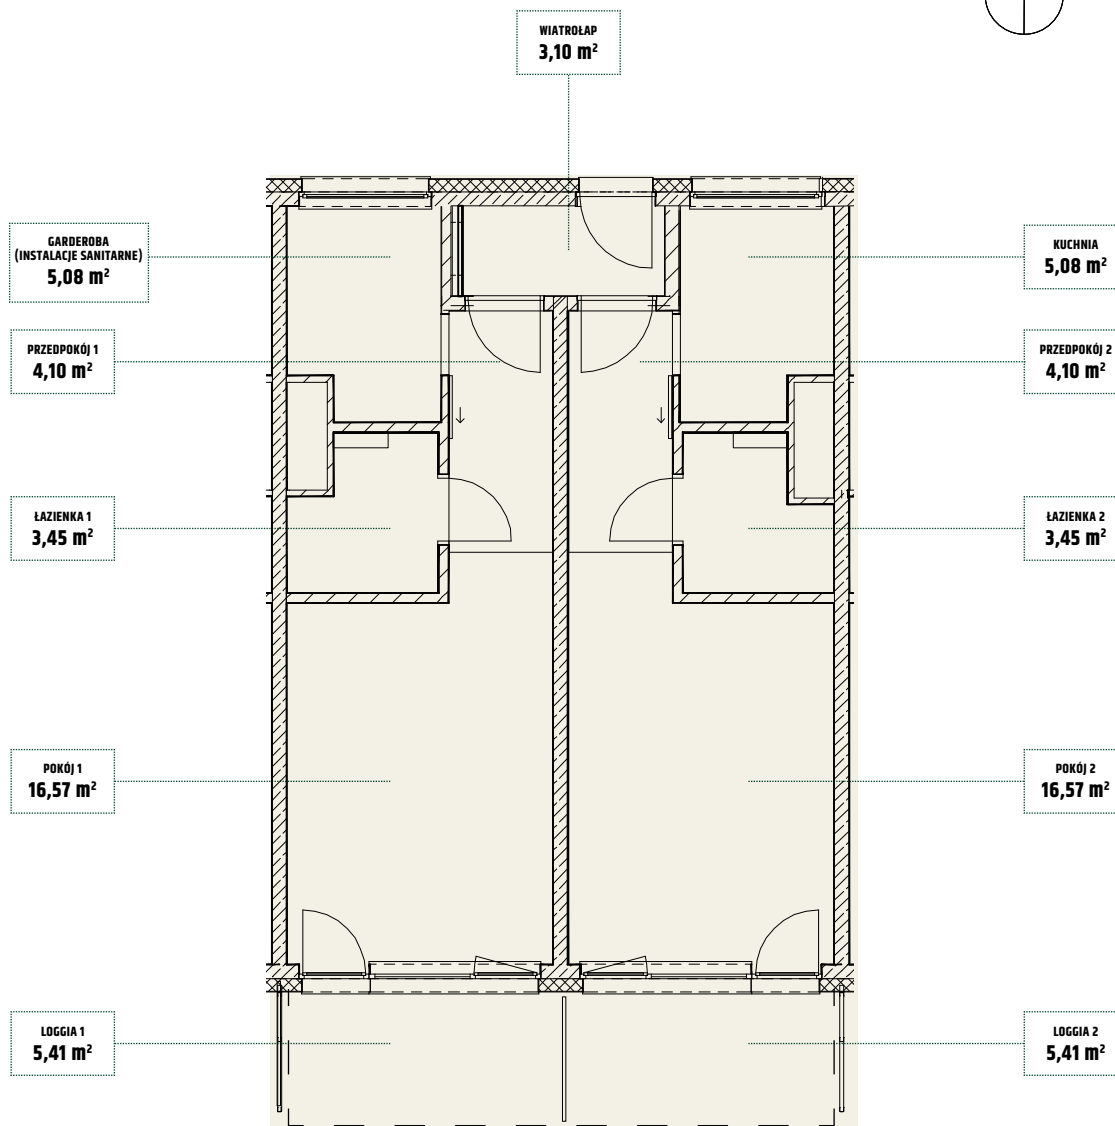 WIATROŁAP
3,10 m²
GARDEROBA
(INSTALACJE SANITARNE)
5,08 m²
KUCHNIA
5,08 m²
PRZEDPOKÓJ 1
4,10 m²
PRZEDPOKÓJ 2
4,10 m²
ŁAZIENKA 1
3,45 m²
ŁAZIENKA 2
3,45 m²
POKÓJ 1
16,57 m²
POKÓJ 2
16,57 m²
LOGGIA 1
5,41 m²
LOGGIA 2
5,41 m²